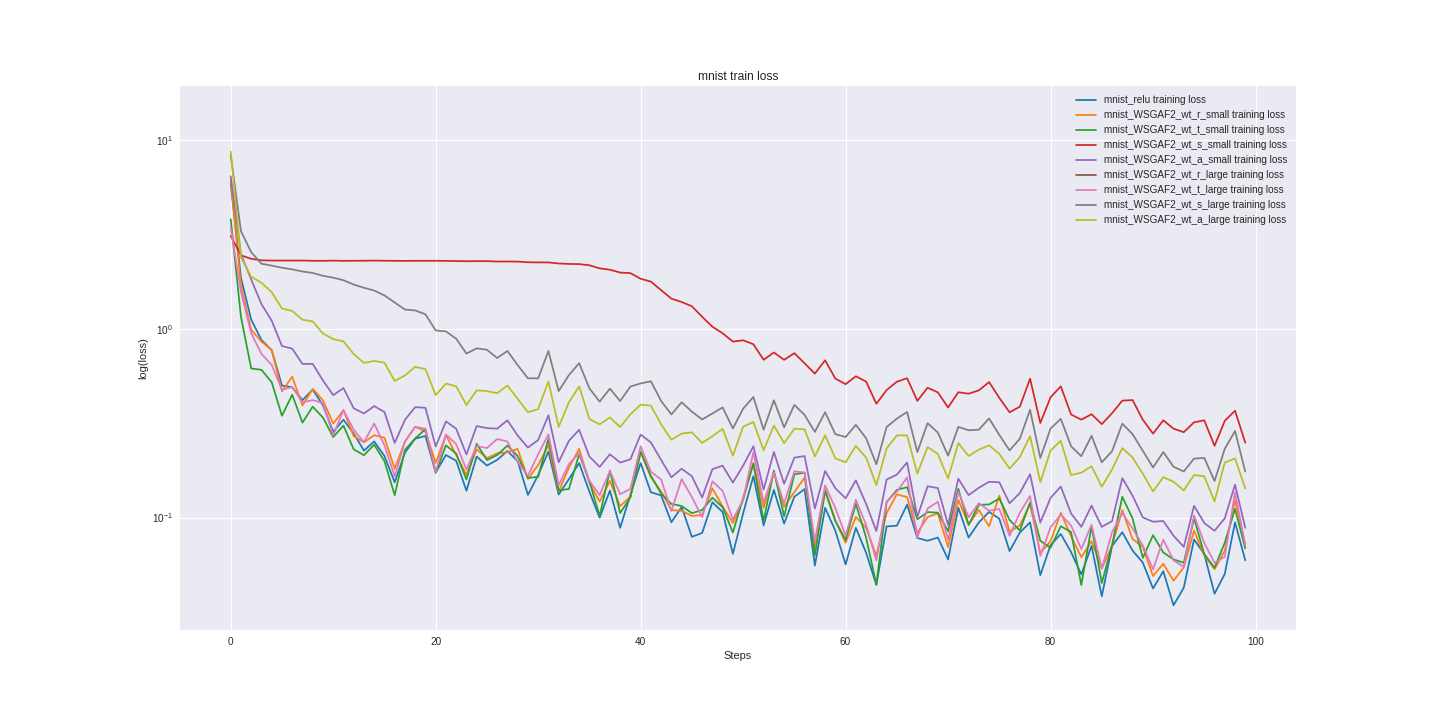 mnist train loss
mnist_relu training loss
mnist_WSGAF2_wt_r_small training loss
mnist_WSGAF2_wt_t_small training loss
mnist_WSGAF2_wt_s_small training loss
mnist_WSGAF2_wt_a_small training loss
mnist_WSGAF2_wt_r_large training loss
mnist_WSGAF2_wt_t_large training loss
mnist_WSGAF2_wt_s_large training loss
mnist_WSGAF2_wt_a_large training loss
log(loss)
10¹
10⁰
10⁻¹
0 20 40 60 80 100
Steps